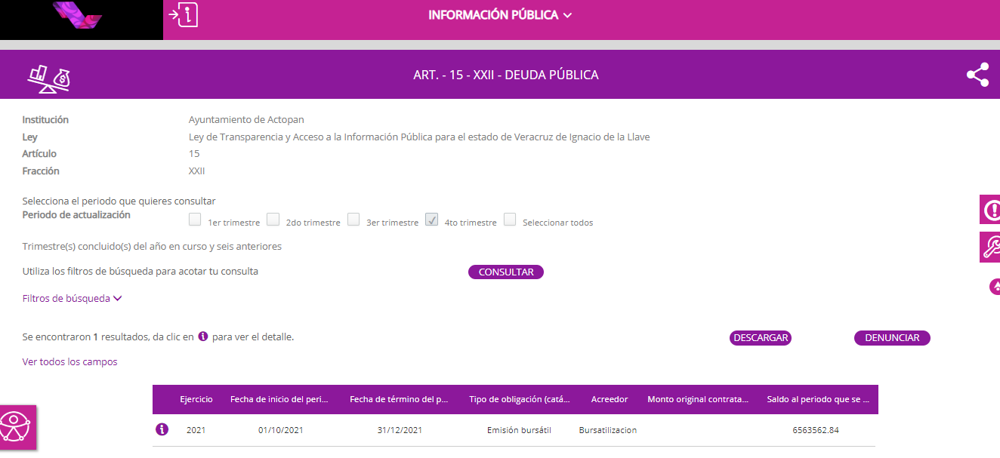 INFORMACIÓN PÚBLICA
ART. - 15 - XXII - DEUDA PÚBLICA
Institución Ayuntamiento de Actopan
Ley Ley de Transparencia y Acceso a la Información Pública para el estado de Veracruz de Ignacio de la Llave
Artículo 15
Fracción XXII
Selecciona el periodo que quieres consultar
Periodo de actualización 1er trimestre 2do trimestre 3er trimestre 4to trimestre Seleccionar todos
Trimestre(s) concluido(s) del año en curso y seis anteriores
Utiliza los filtros de búsqueda para acotar tu consulta CONSULTAR
Filtros de búsqueda
Se encontraron 1 resultados, da clic en i para ver el detalle. DESCARGAR DENUNCIAR
Ver todos los campos
Ejercicio Fecha de inicio del peri... Fecha de término del p... Tipo de obligación (catá... Acreedor Monto original contrata... Saldo al periodo que se ...
2021 01/10/2021 31/12/2021 Emisión bursátil Bursatilizacion 6563562.84